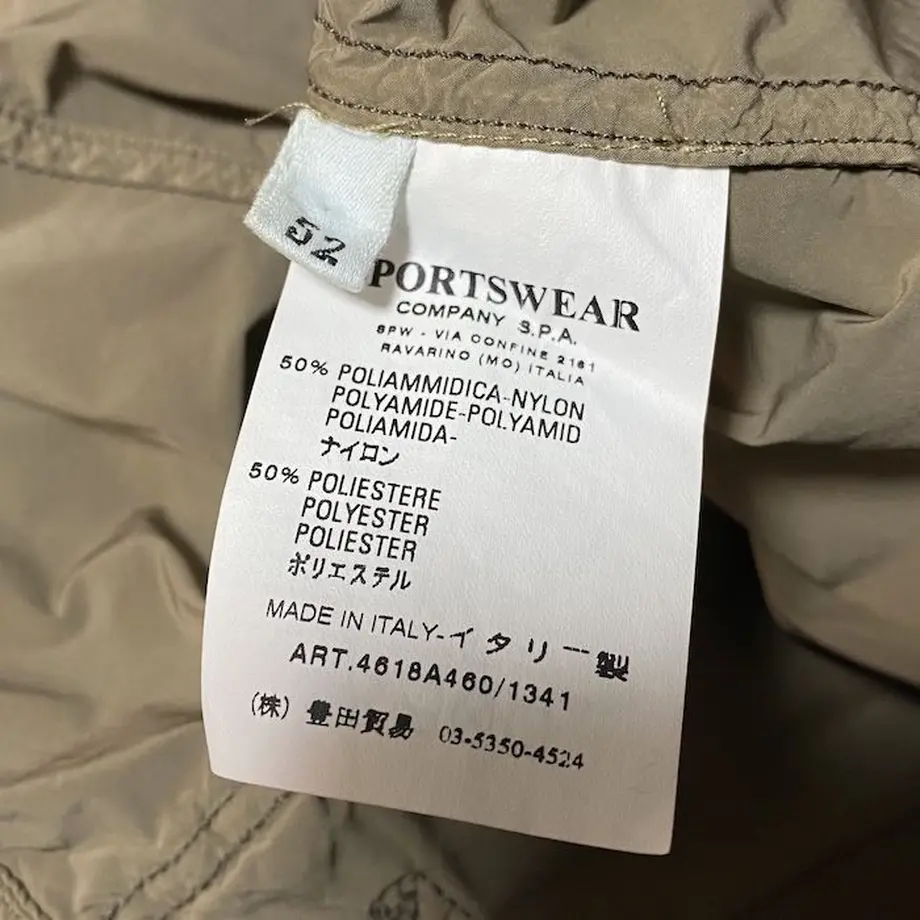 52
PORTSWEAR
COMPANY S.P.A.
SPW - VIA CONFINE 2161
RAVARINO (MO) ITALIA
50% POLIAMMIDICA-NYLON
POLYAMIDE-POLYAMID
POLIAMIDA-
ナイロン
50% POLIESTERE
POLYESTER
POLIESTER
ポリエステル
MADE IN ITALY-イタリー製
ART.4618A460/1341
(株) 豊田貿易 03-5350-4524